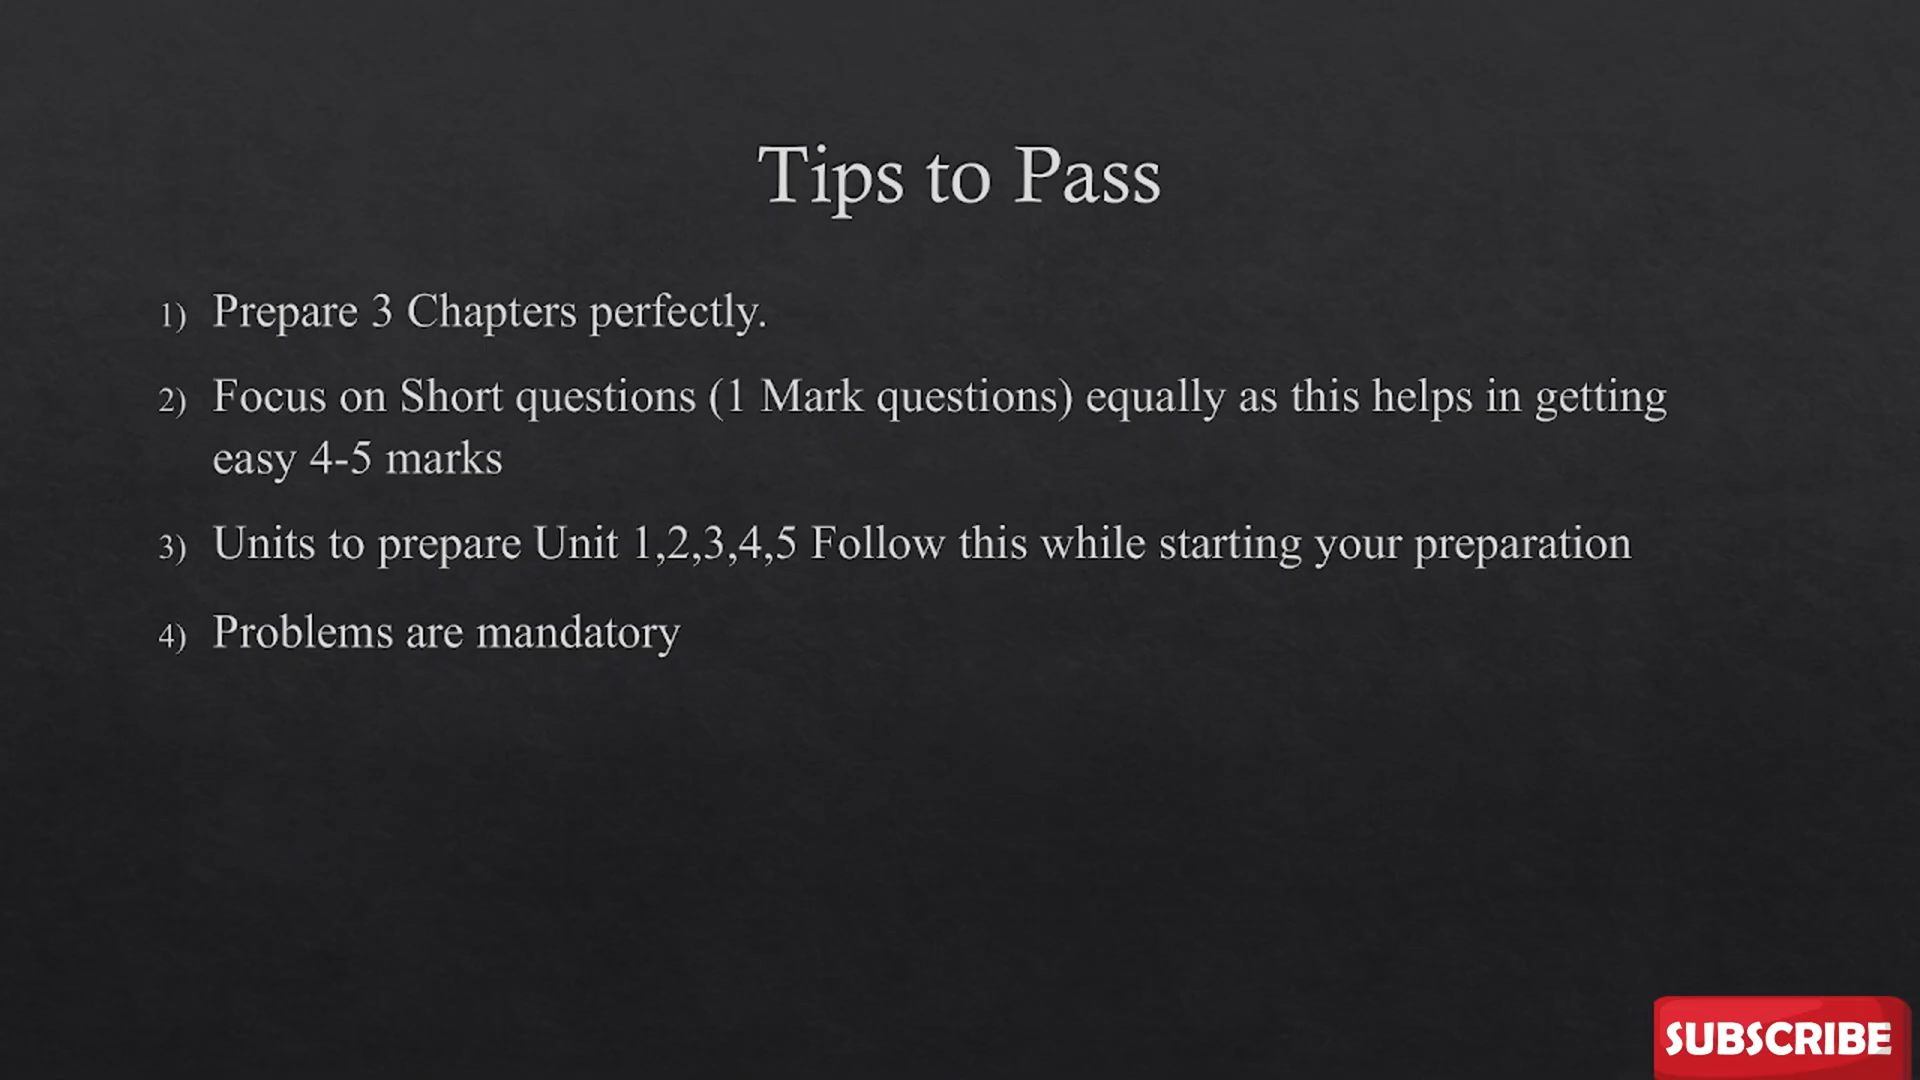 Tips to Pass
1) Prepare 3 Chapters perfectly.
2) Focus on Short questions (1 Mark questions) equally as this helps in getting
easy 4-5 marks
3) Units to prepare Unit 1,2,3,4,5 Follow this while starting your preparation
4) Problems are mandatory
SUBSCRIBE